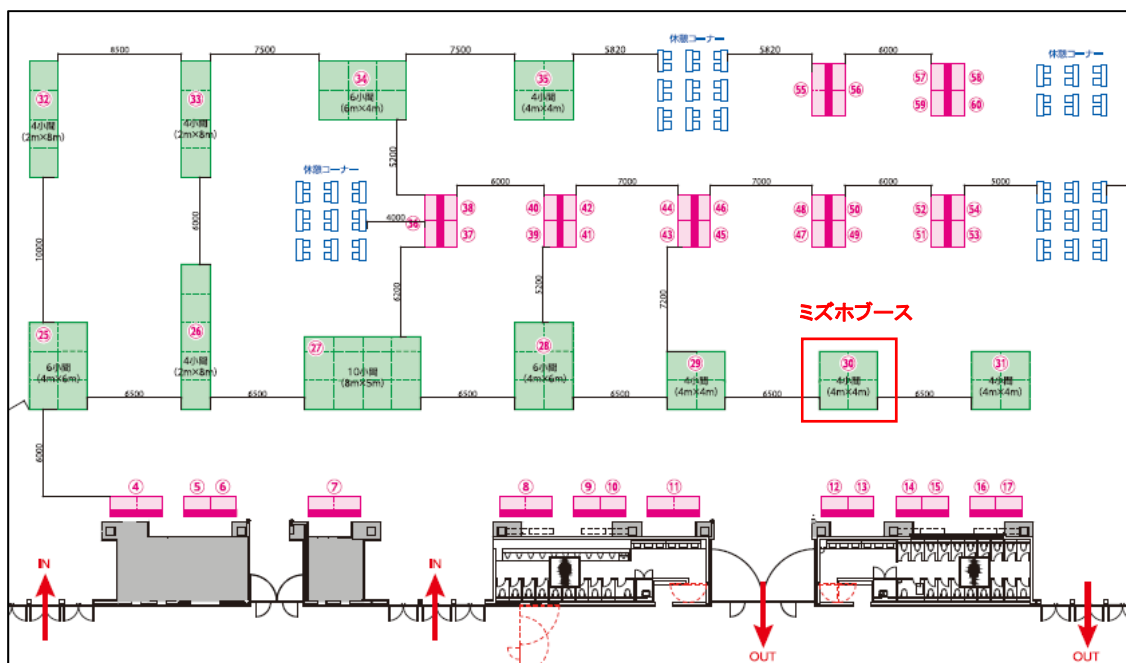 8500 7500 7500 5820 休憩コーナー 5820 6000 休憩コーナー
㉜ 4小間 (2m×8m)
㉝ 4小間 (2m×8m)
㉞ 6小間 (6m×4m)
㉟ 4小間 (4m×4m)
55 56
57 58
59 60
5200
休憩コーナー
6000 7000 7000 6000 5000
10000 6000 4000
38 40 42 44 46 48 50 52 54
36 37 39 41 43 45 47 49 51 53
6200 5200 7200
ミズホブース
㉕ 6小間 (4m×6m)
㉖ 4小間 (2m×8m)
㉗ 10小間 (8m×5m)
㉘ 6小間 (4m×6m)
㉙ 4小間 (4m×4m)
㉚ 4小間 (4m×4m)
㉛ 4小間 (4m×4m)
6500 6500 6500 6500 6500 6500
6000
④ ⑤ ⑥ ⑦ ⑧ ⑨ ⑩ ⑪ ⑫ ⑬ ⑭ ⑮ ⑯ ⑰
IN IN
OUT OUT